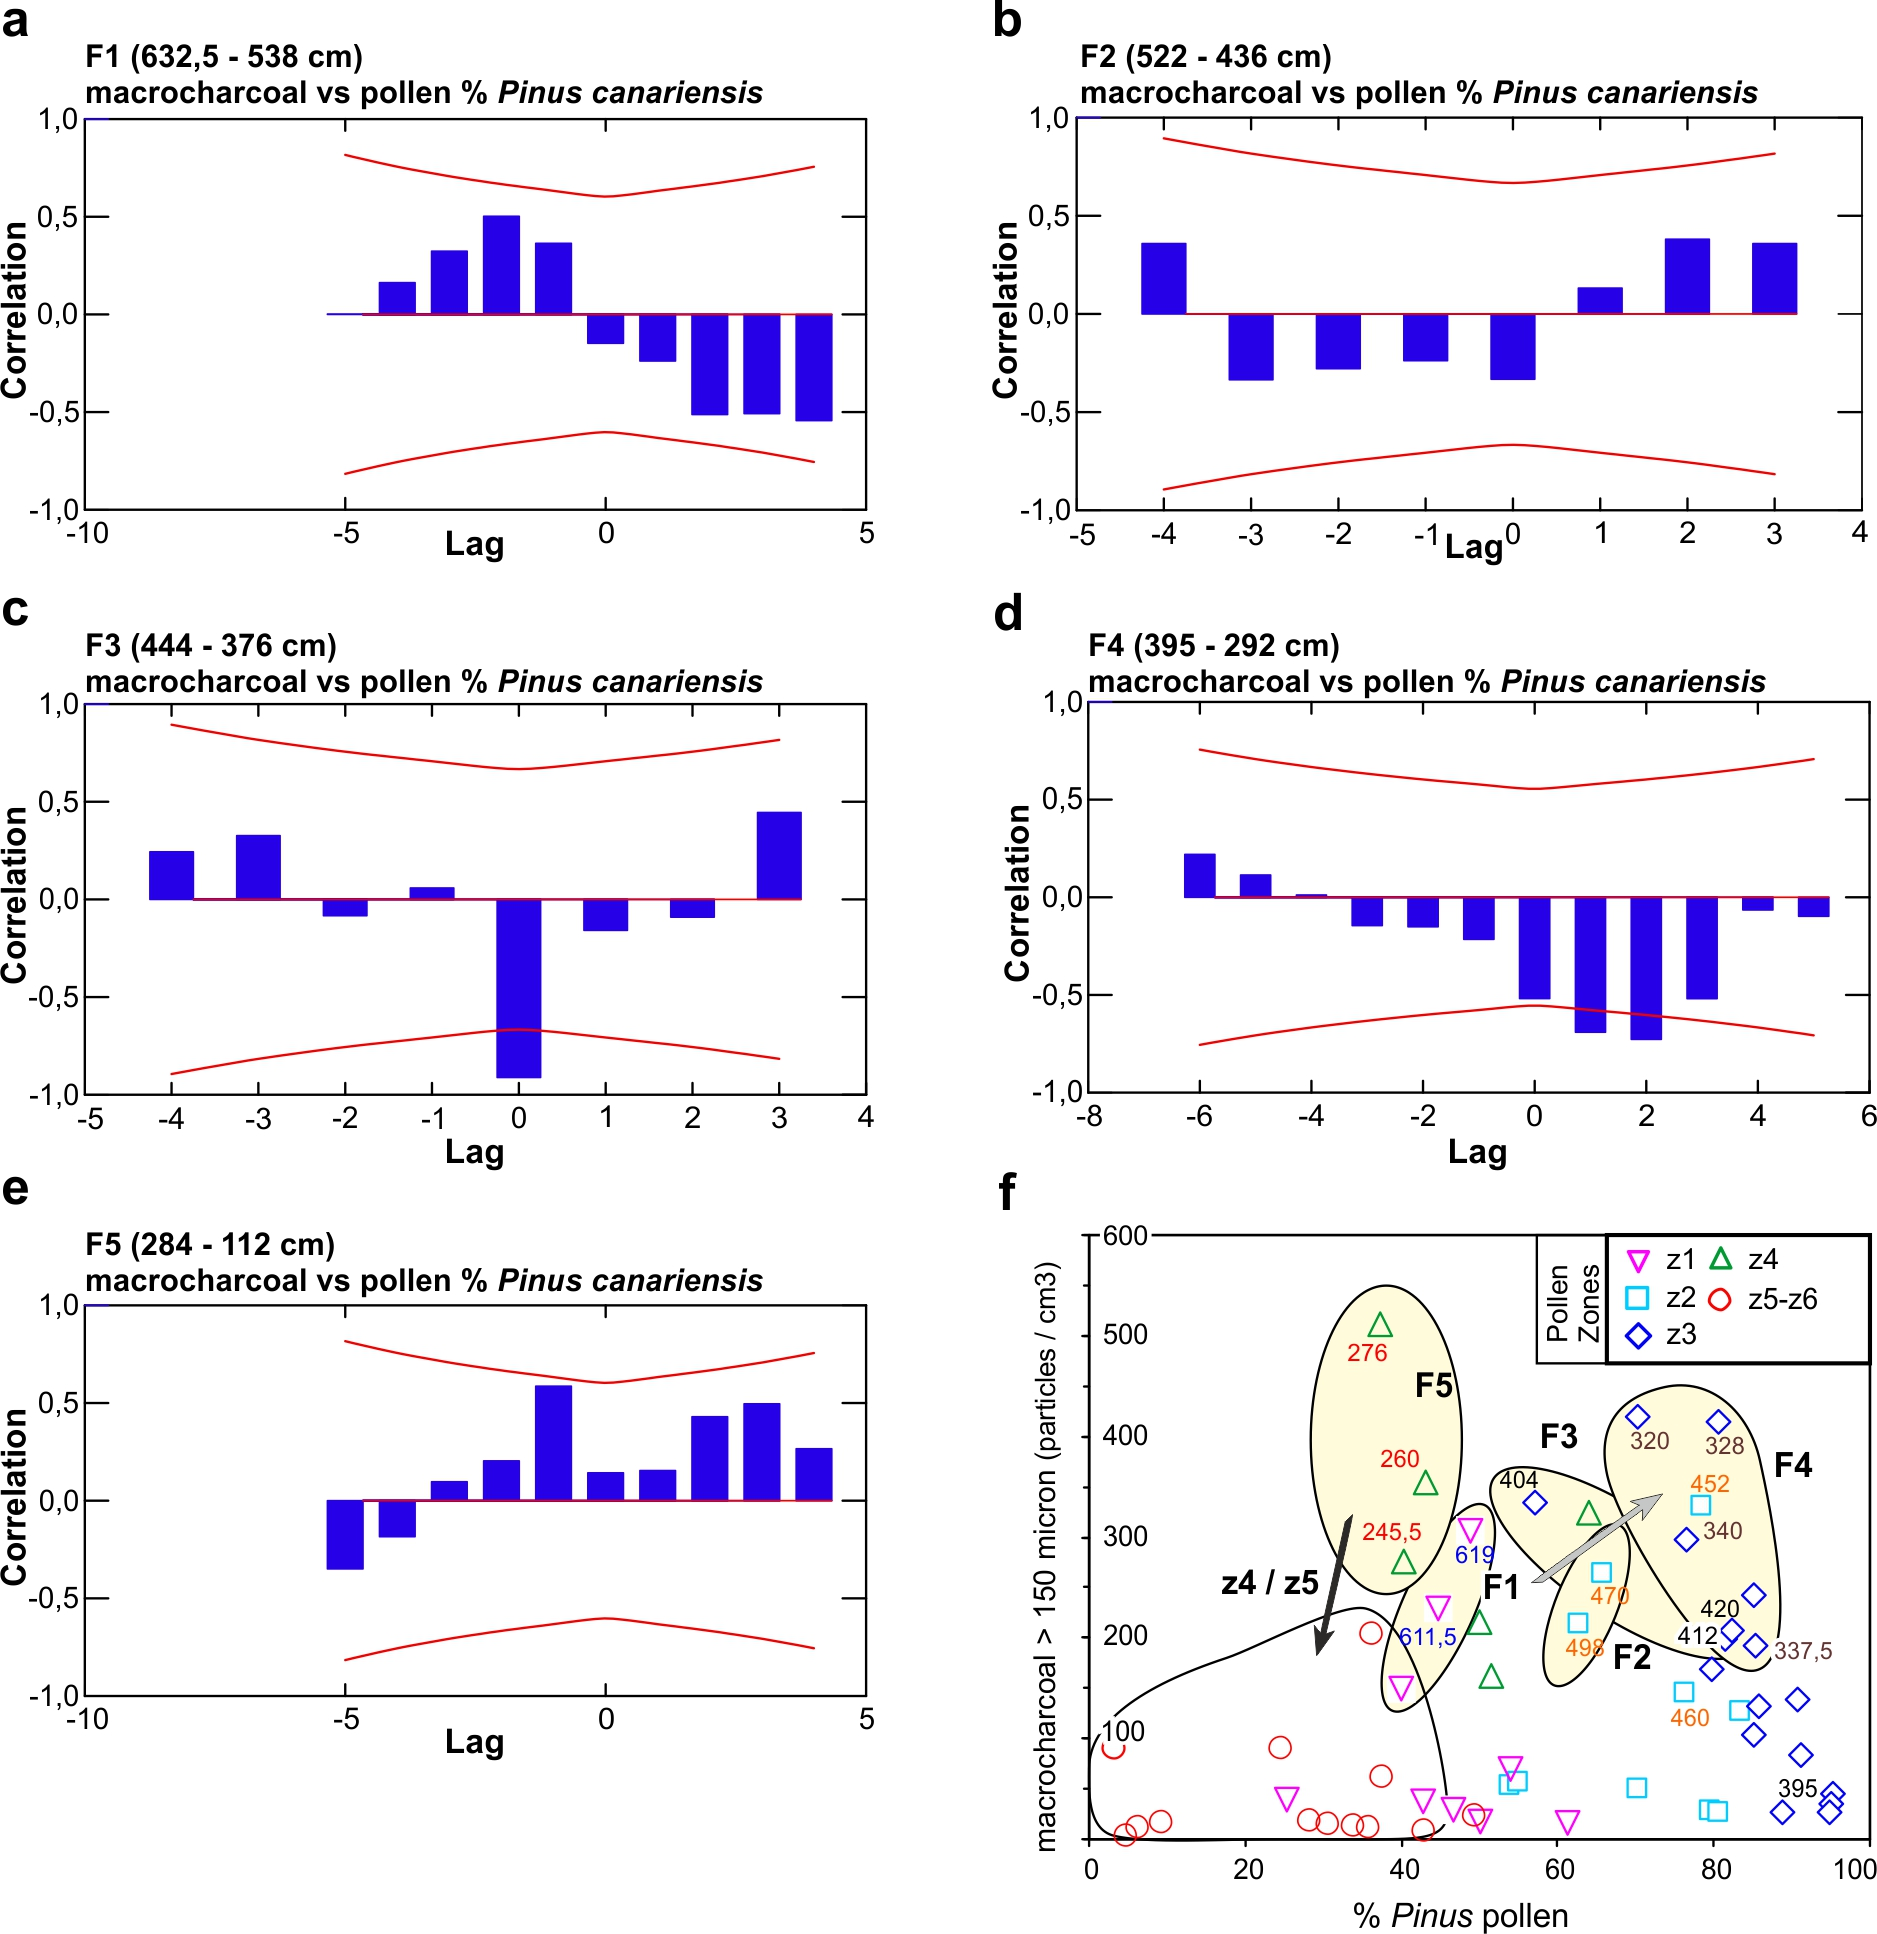 a
F1 (632,5 - 538 cm)
macrocharcoal vs pollen % Pinus canariensis
1,0
0,5
0,0
-0,5
-1,0
Correlation
-10 -5 0 5
Lag
b
F2 (522 - 436 cm)
macrocharcoal vs pollen % Pinus canariensis
1,0
0,5
0,0
-0,5
-1,0
Correlation
-5 -4 -3 -2 -1 0 1 2 3 4
Lag
c
F3 (444 - 376 cm)
macrocharcoal vs pollen % Pinus canariensis
1,0
0,5
0,0
-0,5
-1,0
Correlation
-5 -4 -3 -2 -1 0 1 2 3 4
Lag
d
F4 (395 - 292 cm)
macrocharcoal vs pollen % Pinus canariensis
1,0
0,5
0,0
-0,5
-1,0
Correlation
-8 -6 -4 -2 0 2 4 6
Lag
e
F5 (284 - 112 cm)
macrocharcoal vs pollen % Pinus canariensis
1,0
0,5
0,0
-0,5
-1,0
Correlation
-10 -5 0 5
Lag
f
macrocharcoal > 150 micron (particles / cm3)
600
500
400
300
200
100
Pollen
Zones
z1 z4
z2 z5-z6
z3
276
F5
260
245,5
z4 / z5
619
F1
611,5
F3
404
320
328
F4
452
340
470
498
F2
420
412
337,5
460
395
0 20 40 60 80 100
% Pinus pollen